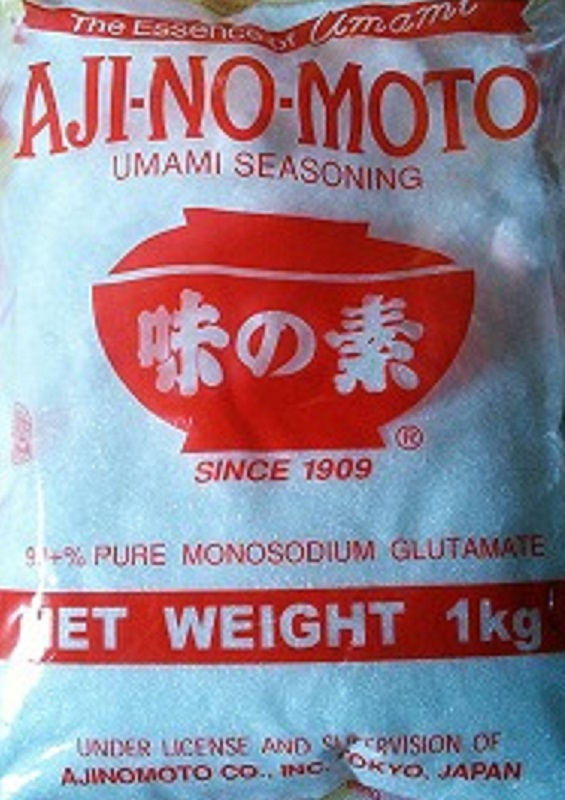 The Essence of Umami
AJI-NO-MOTO
UMAMI SEASONING
味の素
®
SINCE 1909
PURE MONOSODIUM GLUTAMATE
NET WEIGHT 1kg
UNDER LICENSE AND SUPERVISION OF
AJINOMOTO CO., INC. TOKYO, JAPAN